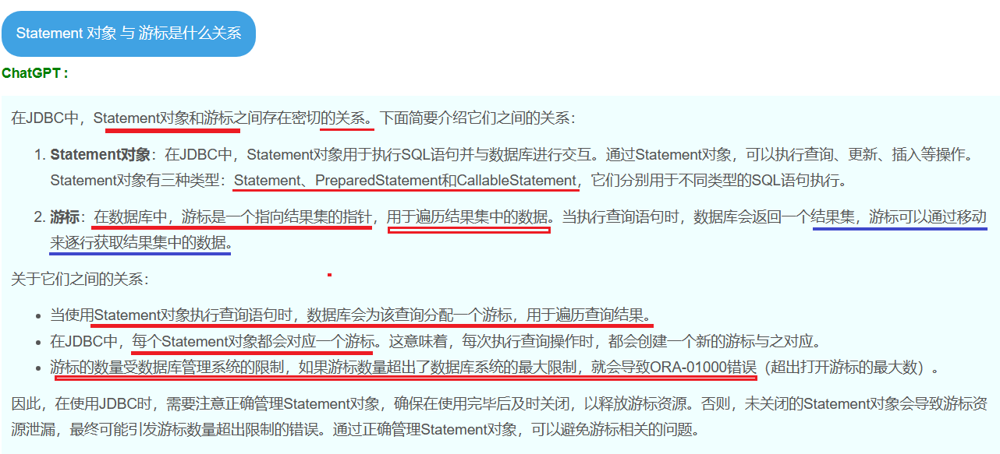 Statement 对象 与 游标是什么关系
ChatGPT :
在JDBC中，Statement对象和游标之间存在密切的关系。下面简要介绍它们之间的关系：
1. Statement对象：在JDBC中，Statement对象用于执行SQL语句并与数据库进行交互。通过Statement对象，可以执行查询、更新、插入等操作。
Statement对象有三种类型：Statement、PreparedStatement和CallableStatement，它们分别用于不同类型的SQL语句执行。
2. 游标：在数据库中，游标是一个指向结果集的指针，用于遍历结果集中的数据。当执行查询语句时，数据库会返回一个结果集，游标可以通过移动
来逐行获取结果集中的数据。
关于它们之间的关系：
• 当使用Statement对象执行查询语句时，数据库会为该查询分配一个游标，用于遍历查询结果。
• 在JDBC中，每个Statement对象都会对应一个游标。这意味着，每次执行查询操作时，都会创建一个新的游标与之对应。
• 游标的数量受数据库管理系统的限制，如果游标数量超出了数据库系统的最大限制，就会导致ORA-01000错误（超出打开游标的最大数）。
因此，在使用JDBC时，需要注意正确管理Statement对象，确保在使用完毕后及时关闭，以释放游标资源。否则，未关闭的Statement对象会导致游标资
源泄漏，最终可能引发游标数量超出限制的错误。通过正确管理Statement对象，可以避免游标相关的问题。